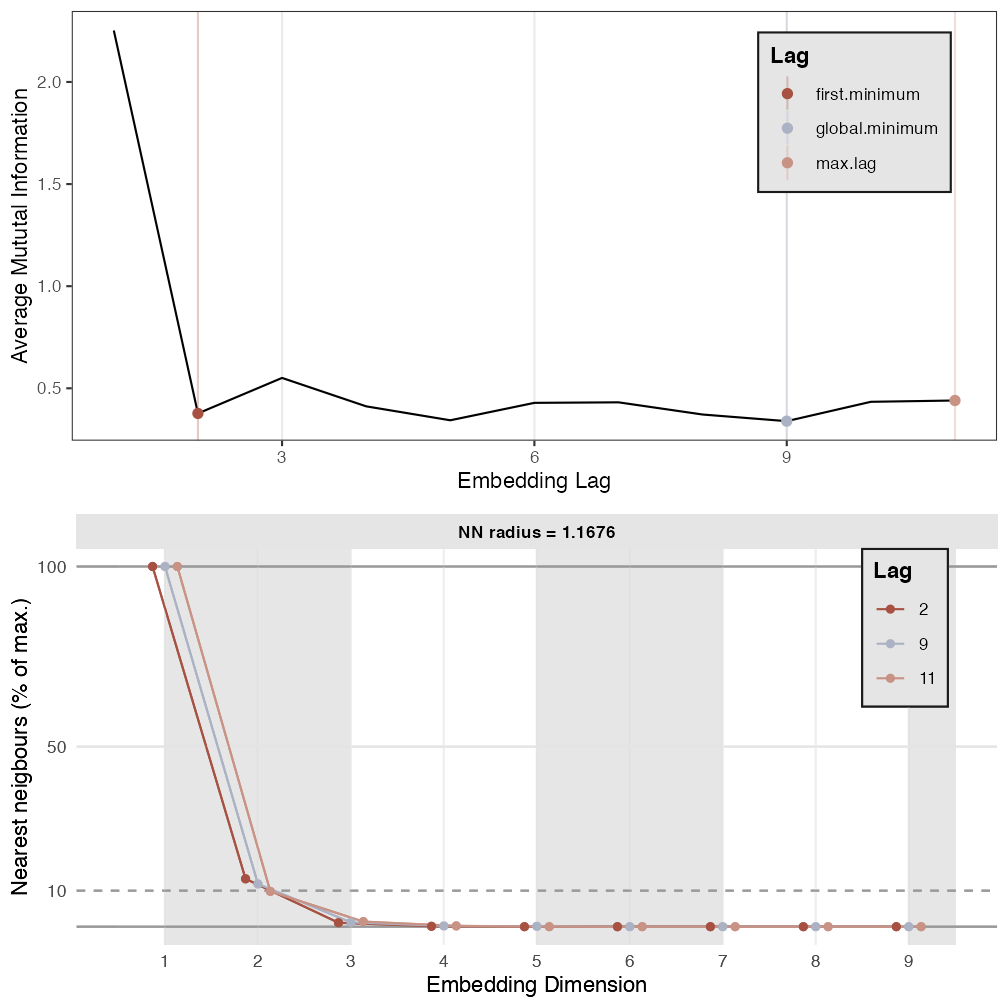 Average Mututal Information
2.0
1.5
1.0
0.5
Lag
first.minimum
global.minimum
max.lag
3
6
9
Embedding Lag
NN radius = 1.1676
Nearest neigbours (% of max.)
100
50
10
Lag
2
9
11
1
2
3
4
5
6
7
8
9
Embedding Dimension